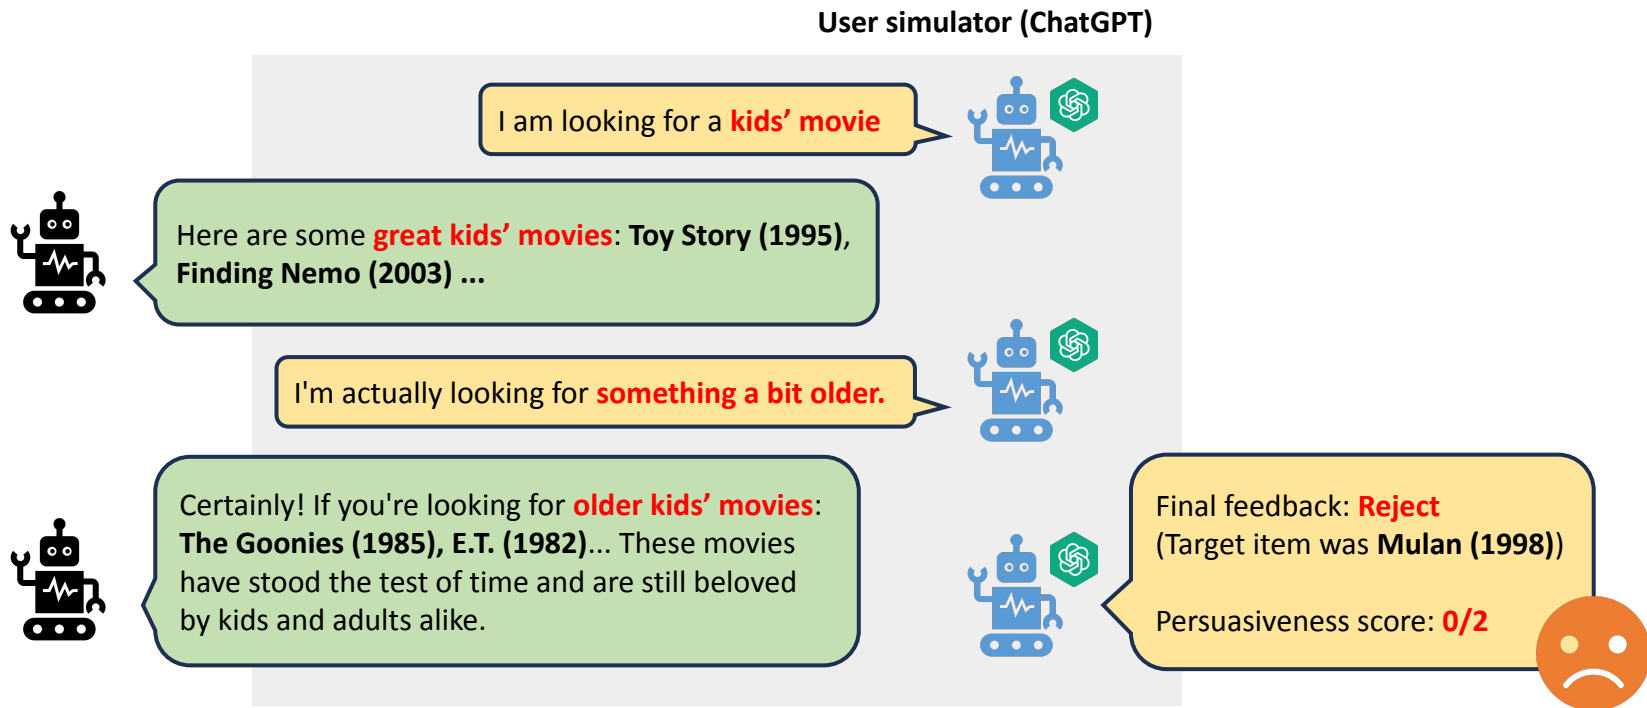 User simulator (ChatGPT)
I am looking for a kids’ movie
Here are some great kids’ movies: Toy Story (1995),
Finding Nemo (2003) ...
I'm actually looking for something a bit older.
Certainly! If you're looking for older kids’ movies:
The Goonies (1985), E.T. (1982)... These movies
have stood the test of time and are still beloved
by kids and adults alike.
Final feedback: Reject
(Target item was Mulan (1998))
Persuasiveness score: 0/2